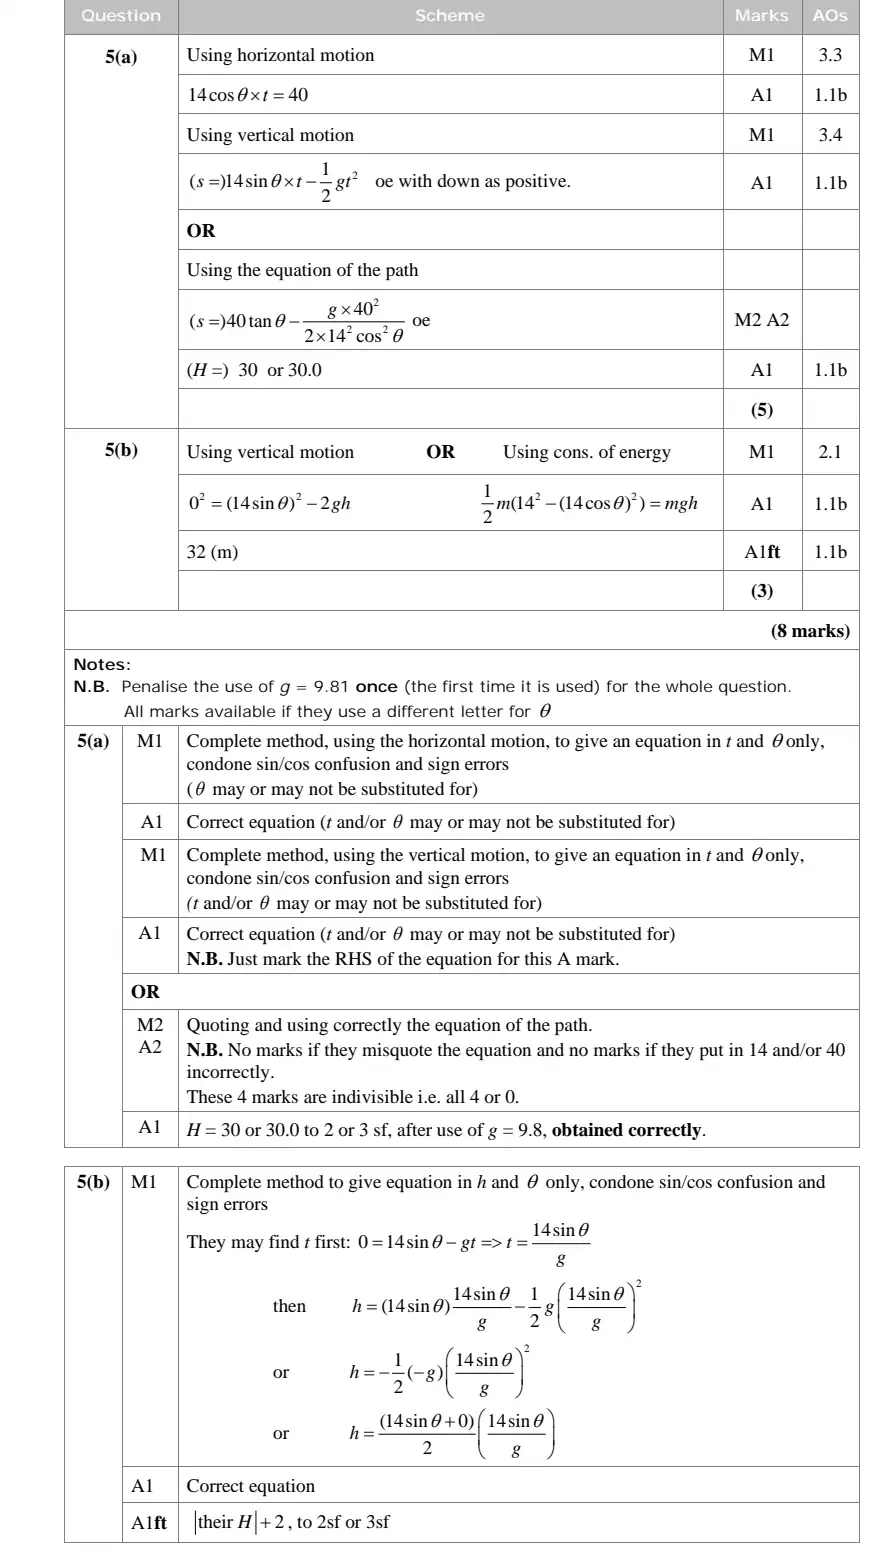 Question Scheme Marks AOs
5(a) Using horizontal motion M1 3.3
14cosθ×t = 40 A1 1.1b
Using vertical motion M1 3.4
(s =)14sinθ×t − 1/2 gt² oe with down as positive. A1 1.1b
OR
Using the equation of the path
(s =)40tanθ − (g×40²)/(2×14²cos²θ) oe M2 A2
(H =) 30 or 30.0 A1 1.1b
(5)
5(b) Using vertical motion OR Using cons. of energy M1 2.1
0² = (14sinθ)² − 2gh 1/2 m(14² − (14cosθ)²) = mgh A1 1.1b
32 (m) A1ft 1.1b
(3)
(8 marks)
Notes:
N.B. Penalise the use of g = 9.81 once (the first time it is used) for the whole question.
All marks available if they use a different letter for θ
5(a) M1 Complete method, using the horizontal motion, to give an equation in t and θ only,
condone sin/cos confusion and sign errors
(θ may or may not be substituted for)
A1 Correct equation (t and/or θ may or may not be substituted for)
M1 Complete method, using the vertical motion, to give an equation in t and θ only,
condone sin/cos confusion and sign errors
(t and/or θ may or may not be substituted for)
A1 Correct equation (t and/or θ may or may not be substituted for)
N.B. Just mark the RHS of the equation for this A mark.
OR
M2 Quoting and using correctly the equation of the path.
A2 N.B. No marks if they misquote the equation and no marks if they put in 14 and/or 40
incorrectly.
These 4 marks are indivisible i.e. all 4 or 0.
A1 H = 30 or 30.0 to 2 or 3 sf, after use of g = 9.8, obtained correctly.
5(b) M1 Complete method to give equation in h and θ only, condone sin/cos confusion and
sign errors
They may find t first: 0 = 14sinθ − gt => t = (14sinθ)/g
then h = (14sinθ)(14sinθ)/g − 1/2 g((14sinθ)/g)²
or h = −1/2(−g)((14sinθ)/g)²
or h = (14sinθ+0)/2 ((14sinθ)/g)
A1 Correct equation
A1ft |their H| + 2 , to 2sf or 3sf